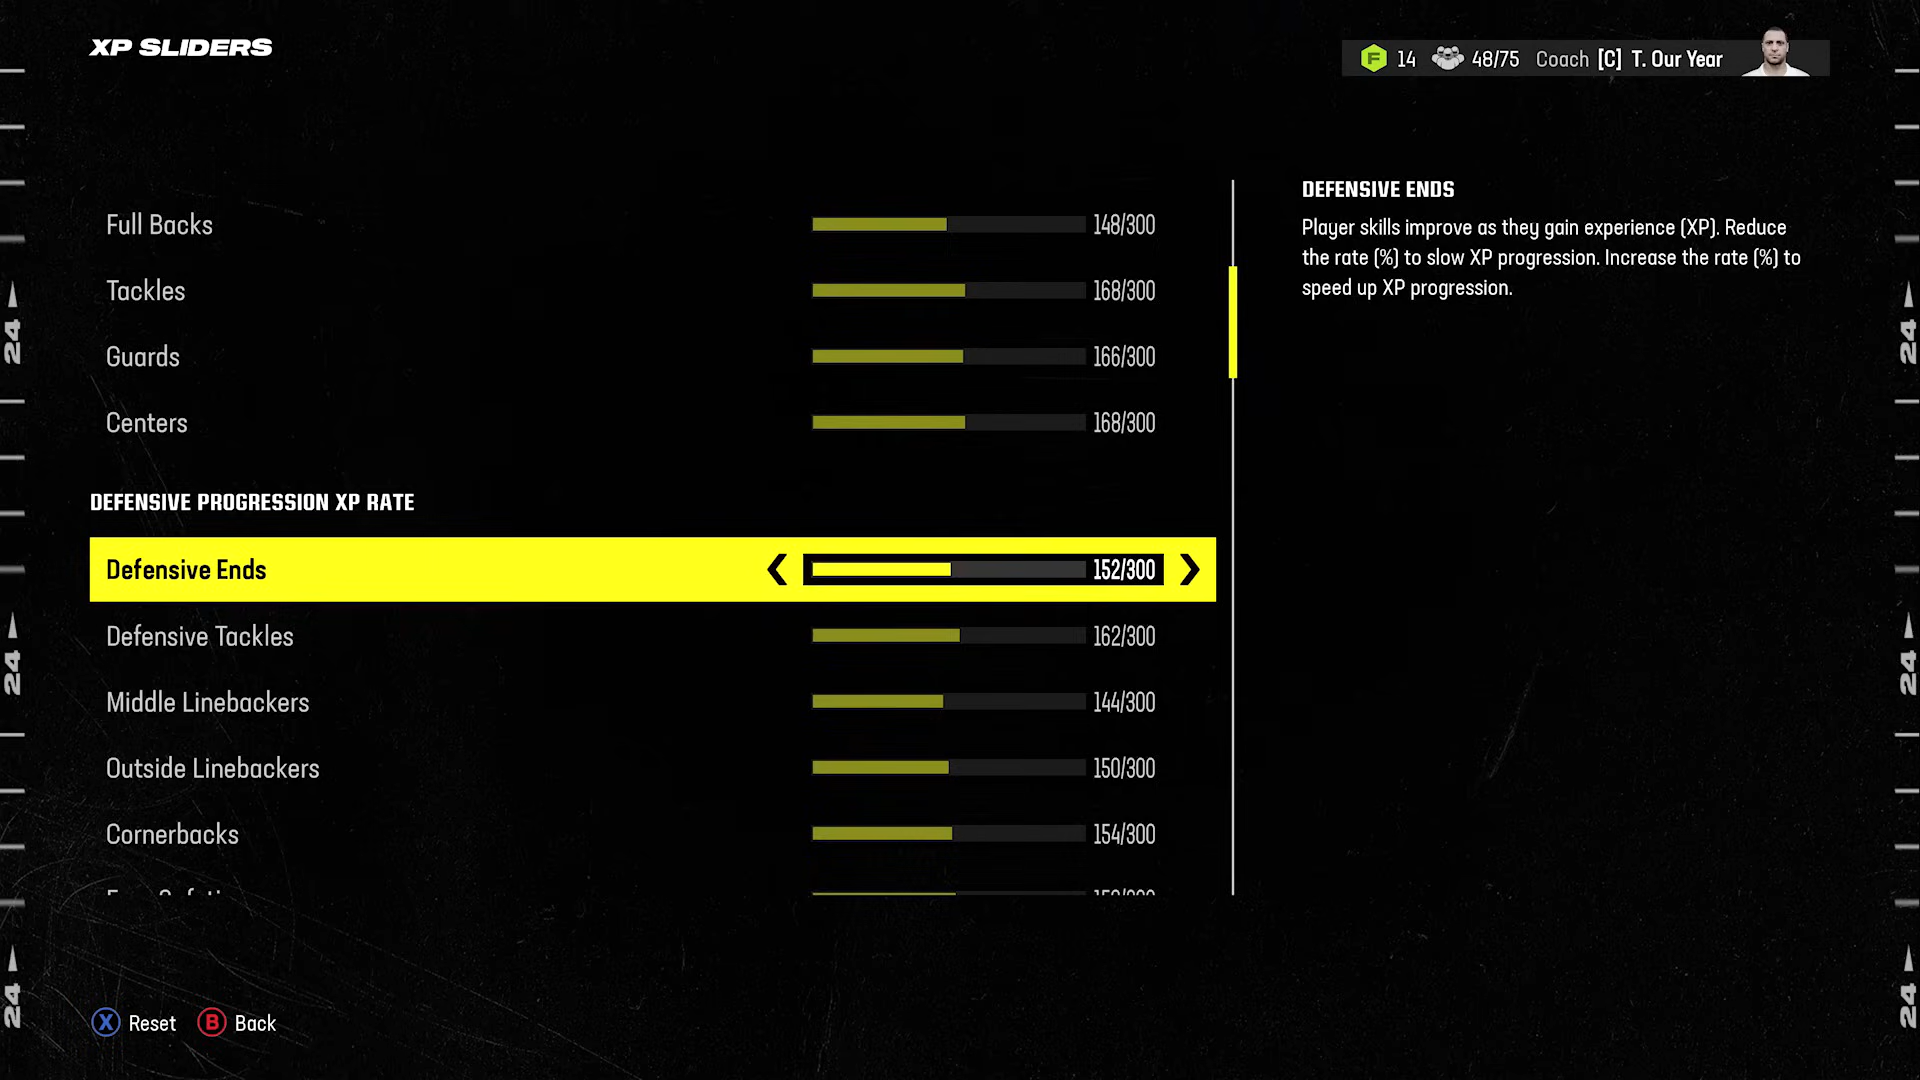 XP SLIDERS
F 14 48/75 Coach [C] T. Our Year
Full Backs 148/300
Tackles 168/300
Guards 166/300
Centers 168/300
DEFENSIVE PROGRESSION XP RATE
Defensive Ends 152/300
Defensive Tackles 162/300
Middle Linebackers 144/300
Outside Linebackers 150/300
Cornerbacks 154/300
DEFENSIVE ENDS
Player skills improve as they gain experience (XP). Reduce
the rate (%) to slow XP progression. Increase the rate (%) to
speed up XP progression.
X Reset B Back
24
24
24
24
24
24